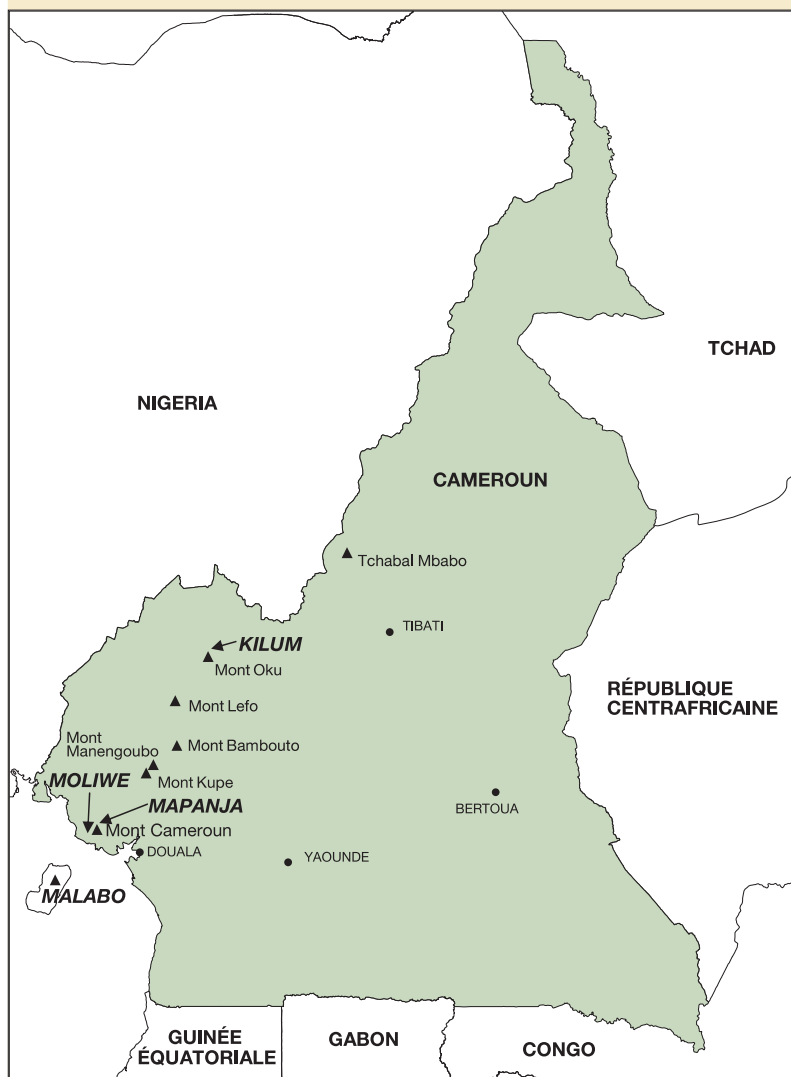 TCHAD
NIGERIA
CAMEROUN
Tchabal Mbabo
TIBATI
KILUM
Mont Oku
RÉPUBLIQUE
CENTRAFRICAINE
Mont Lefo
Mont
Manengoubo
Mont Bambouto
MOLIWE
Mont Kupe
MAPANJA
BERTOUA
Mont Cameroun
DOUALA
YAOUNDE
MALABO
GUINÉE
ÉQUATORIALE
GABON
CONGO